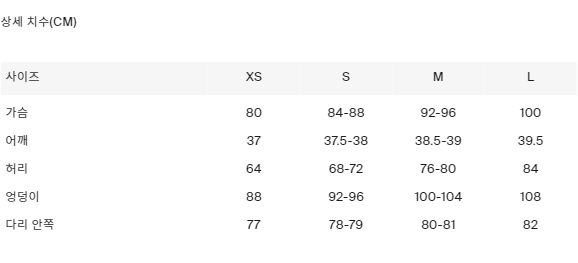 상세 치수(CM)
사이즈 XS S M L
가슴 80 84-88 92-96 100
어깨 37 37.5-38 38.5-39 39.5
허리 64 68-72 76-80 84
엉덩이 88 92-96 100-104 108
다리 안쪽 77 78-79 80-81 82